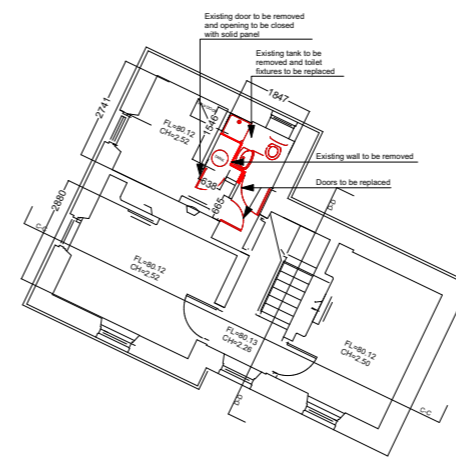 Existing door to be removed
and opening to be closed
with solid panel
Existing tank to be
removed and toilet
fixtures to be replaced
1847
2741
1546
FL=80.12
CH=2.52
Existing wall to be removed
838
Doors to be replaced
665
2880
C-C
D-D
FL=80.12
CH=2.52
FL=80.13
CH=2.26
FL=80.12
CH=2.50
D-D
C-C